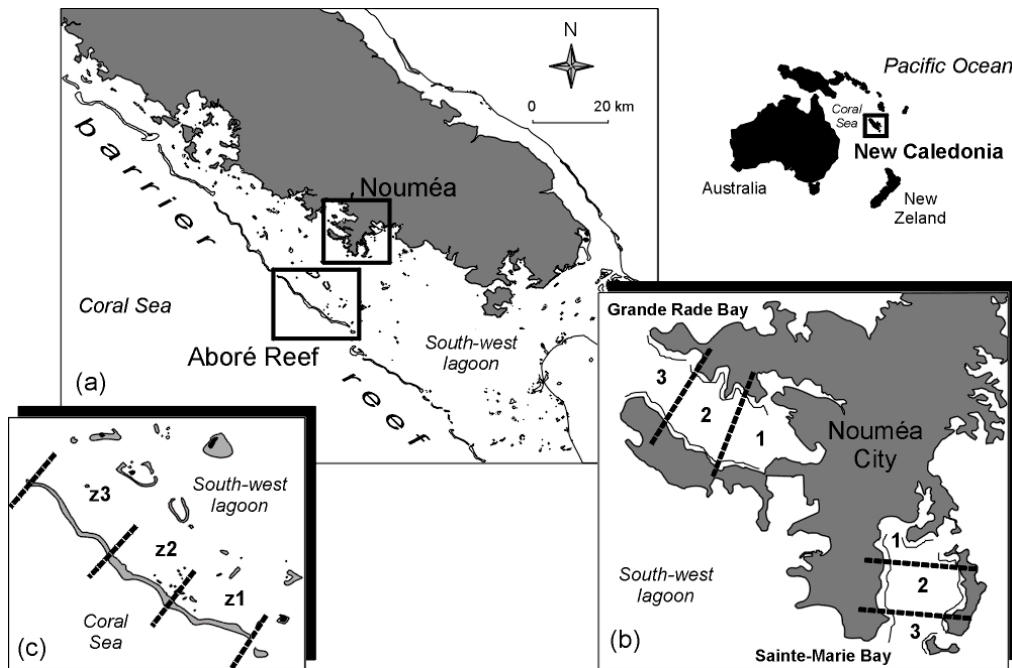 N
0 20 km
Nouméa
barrier
reef
Coral Sea
Aboré Reef
South-west
lagoon
(a)
Pacific Ocean
Coral
Sea
New Caledonia
Australia
New
Zeland
Grande Rade Bay
3
2
1
Nouméa
City
1
2
3
South-west
lagoon
(b)
Sainte-Marie Bay
z3
South-west
lagoon
z2
z1
Coral
Sea
(c)